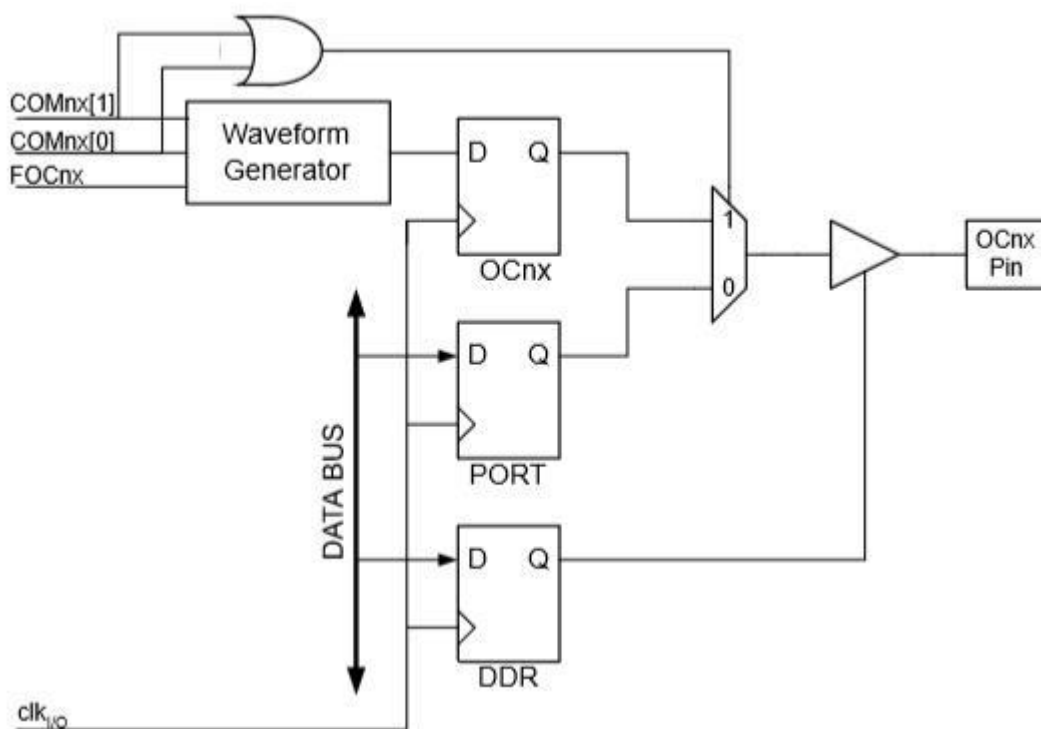 COMnx[1]
COMnx[0]
FOCnx
Waveform
Generator
D Q
OCnx
1
0
OCnx
Pin
D Q
PORT
DATA BUS
D Q
DDR
clkI/O